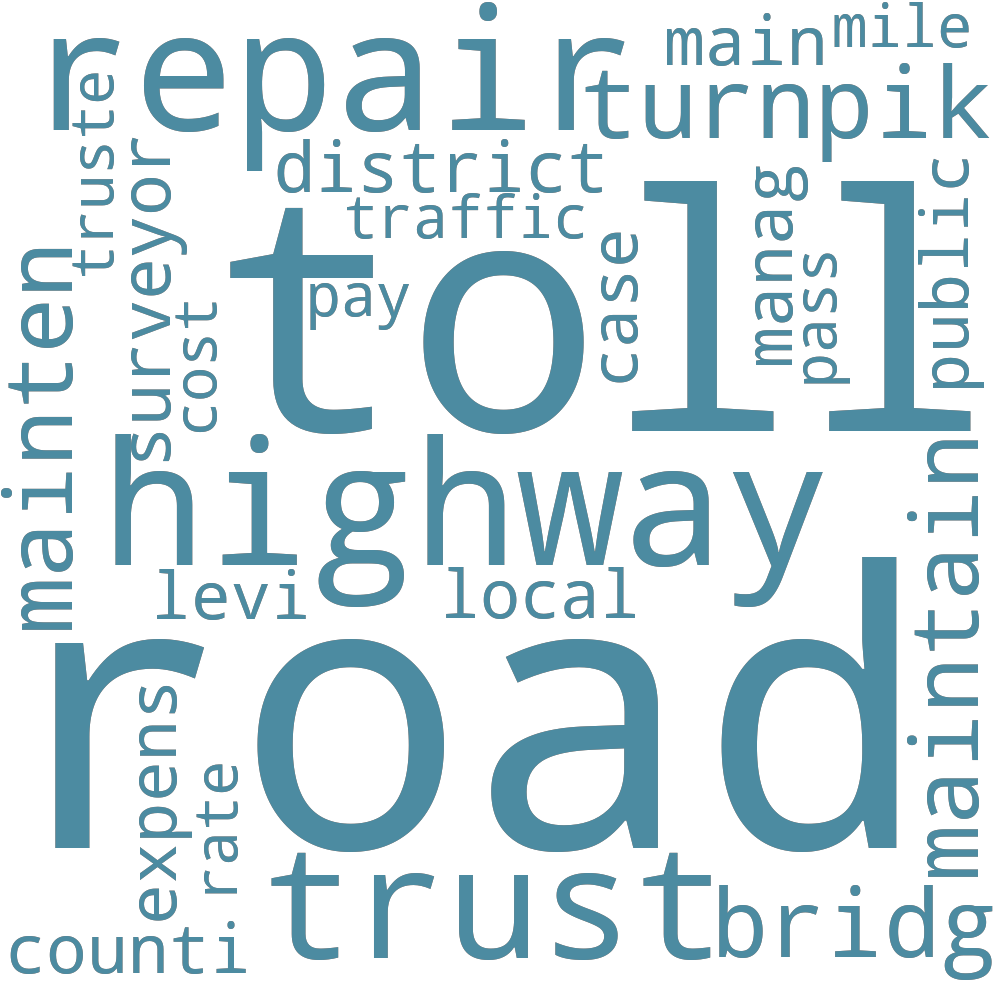 repair
main
mile
turnpik
truste
surveyor
district
traffic
toll
pay
cost
case
manag
pass
public
mainten
highway
maintain
levi
local
road
expens
rate
trust
bridg
counti